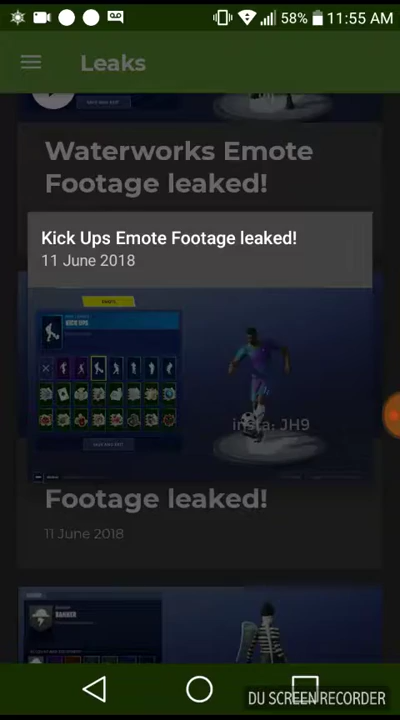 58% 11:55 AM
Leaks
Waterworks Emote
Footage leaked!
Kick Ups Emote Footage leaked!
11 June 2018
KICK UPS
insta: JH9
Footage leaked!
11 June 2018
BANNER
DU SCREEN RECORDER